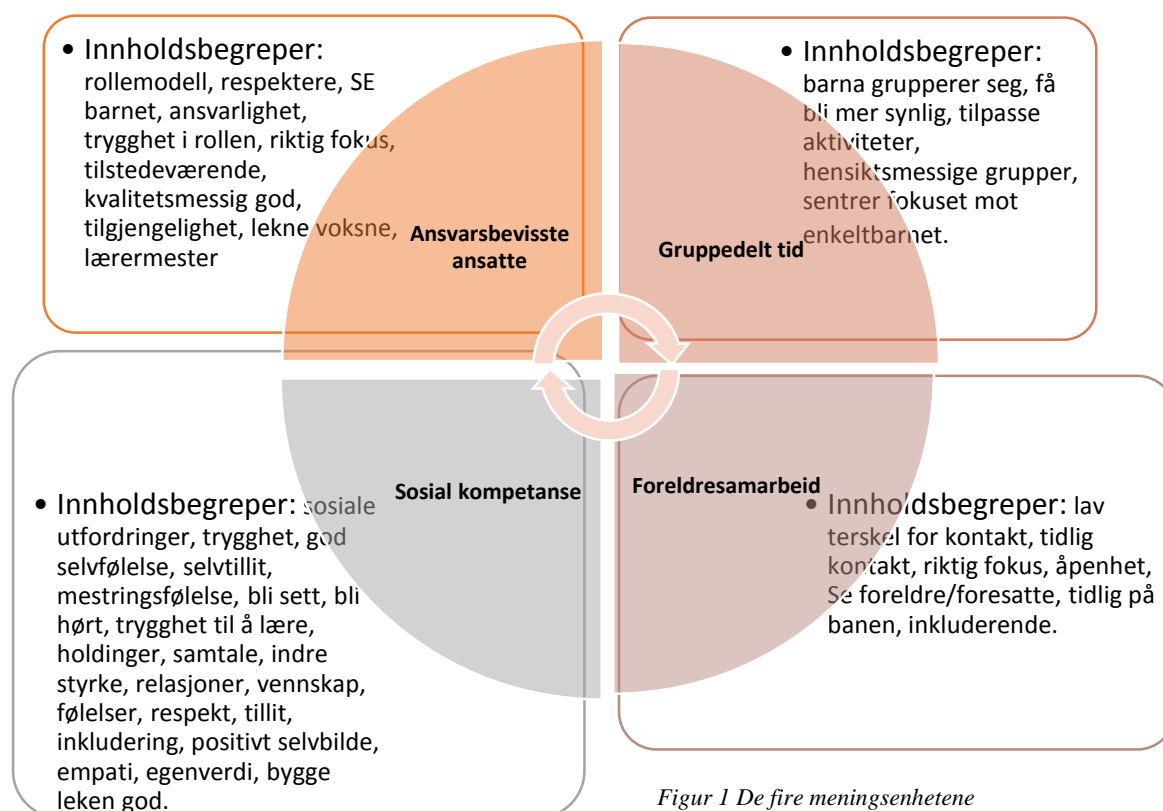 • Innholdsbegreper:
rollemodell, respektere, SE
barnet, ansvarlighet,
trygghet i rollen, riktig fokus,
tilstedeværende,
kvalitetsmessig god,
tilgjengelighet, lekne voksne,
lærermester
Ansvarsbevisste
ansatte
• Innholdsbegreper:
barna grupperer seg, få
bli mer synlig, tilpasse
aktiviteter,
hensiktsmessige grupper,
sentrer fokuset mot
enkeltbarnet.
Gruppedelt tid
Sosial kompetanse
• Innholdsbegreper: sosiale
utfordringer, trygghet, god
selvfølelse, selvtillit,
mestringsfølelse, bli sett, bli
hørt, trygghet til å lære,
holdinger, samtale, indre
styrke, relasjoner, vennskap,
følelser, respekt, tillit,
inkludering, positivt selvbilde,
empati, egenverdi, bygge
leken god.
Foreldresamarbeid
• Innholdsbegreper: lav
terskel for kontakt, tidlig
kontakt, riktig fokus, åpenhet,
Se foreldre/foresatte, tidlig på
banen, inkluderende.
Figur 1 De fire meningsenhetene